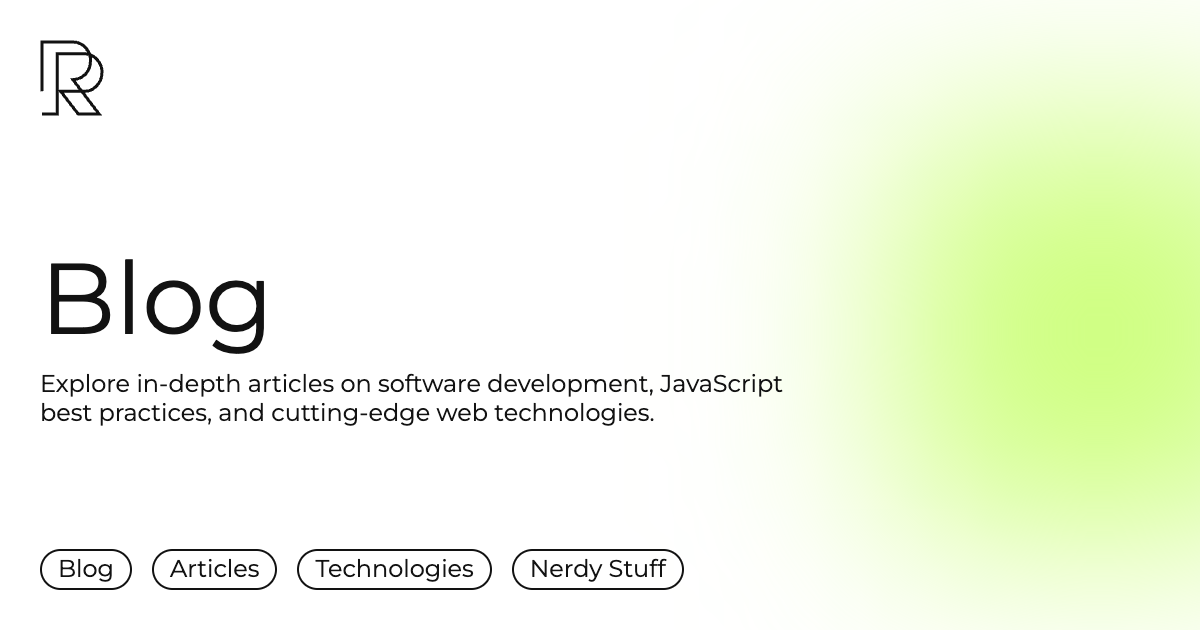 Blog
Explore in-depth articles on software development, JavaScript
best practices, and cutting-edge web technologies.
Blog Articles Technologies Nerdy Stuff